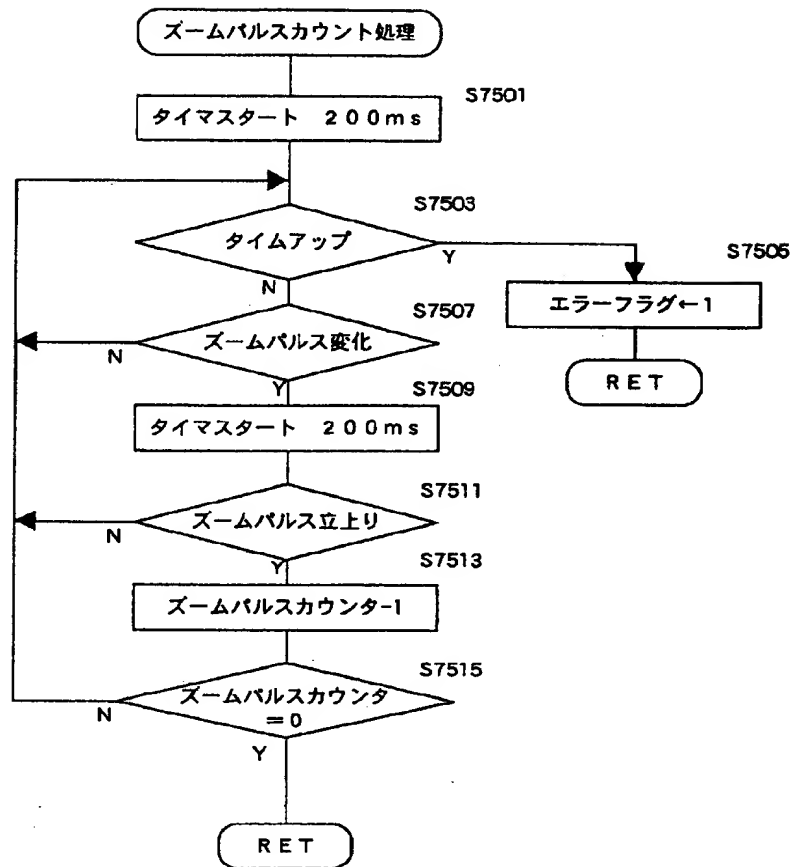 ズームパルスカウント処理
S7501
タイマスタート 200ms
S7503
タイムアップ
Y
N
S7505
エラーフラグ←1
RET
S7507
ズームパルス変化
N
Y
S7509
タイマスタート 200ms
S7511
ズームパルス立上り
N
Y
S7513
ズームパルスカウンタ-1
S7515
ズームパルスカウンタ
=0
N
Y
RET